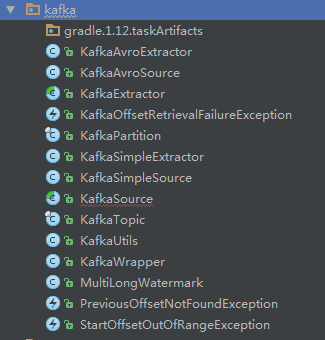 kafka
gradle.1.12.taskArtifacts
KafkaAvroExtractor
KafkaAvroSource
KafkaExtractor
KafkaOffsetRetrievalFailureException
KafkaPartition
KafkaSimpleExtractor
KafkaSimpleSource
KafkaSource
KafkaTopic
KafkaUtils
KafkaWrapper
MultiLongWatermark
PreviousOffsetNotFoundException
StartOffsetOutOfRangeException